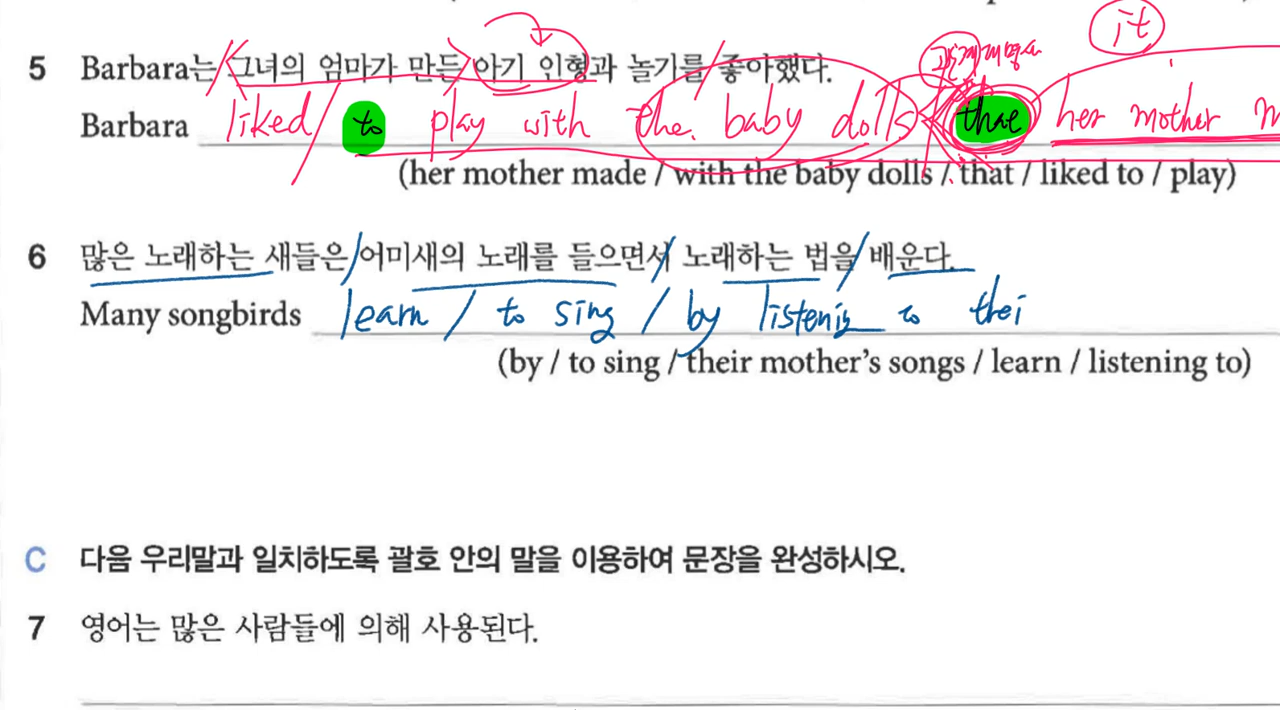 it
관계대명사
5 Barbara는 그녀의 엄마가 만든 아기 인형과 놀기를 좋아했다.
Barbara liked / to play with the baby dolls that her mother m
(her mother made / with the baby dolls / that / liked to / play)
6 많은 노래하는 새들은 어미새의 노래를 들으면서 노래하는 법을 배운다.
Many songbirds learn / to sing / by listenig to thei
(by / to sing / their mother's songs / learn / listening to)
C 다음 우리말과 일치하도록 괄호 안의 말을 이용하여 문장을 완성하시오.
7 영어는 많은 사람들에 의해 사용된다.